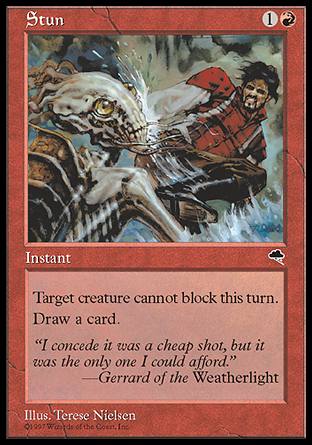 Stun
1
Instant
Target creature cannot block this turn.
Draw a card.
"I concede it was a cheap shot, but it
was the only one I could afford."
—Gerrard of the Weatherlight
Illus. Terese Nielsen
©1997 Wizards of the Coast, Inc.